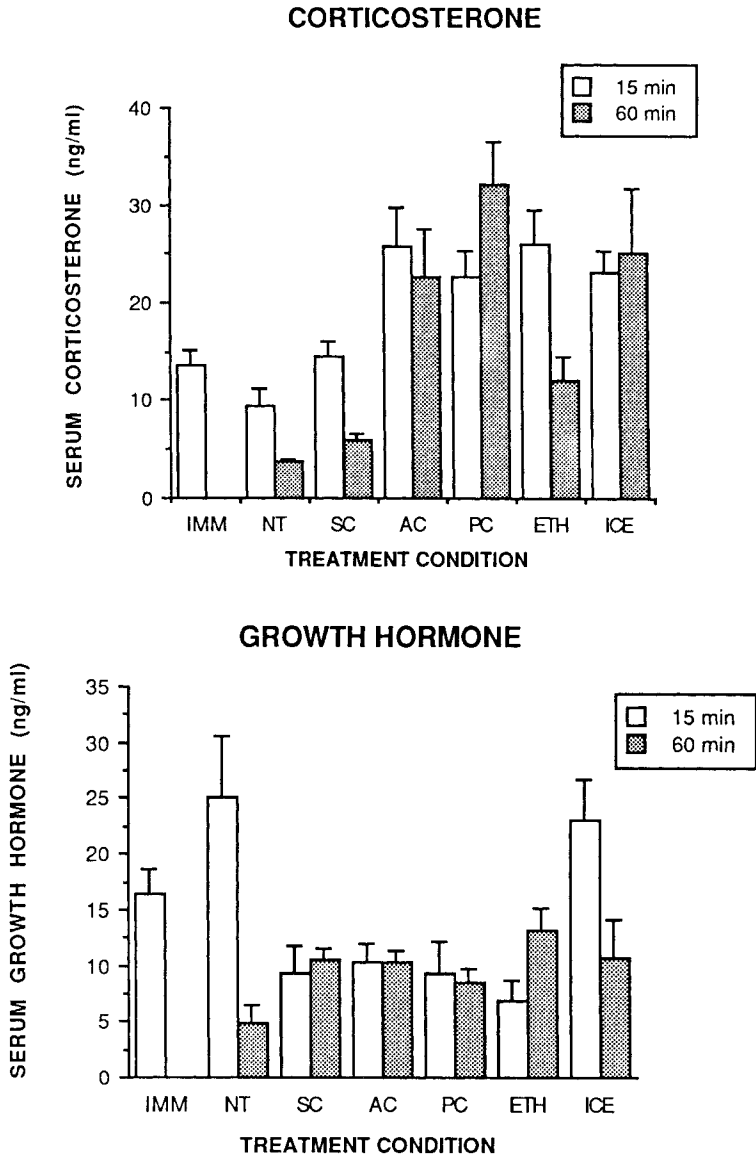 CORTICOSTERONE
15 min
60 min
SERUM CORTICOSTERONE (ng/ml)
40
30
20
10
0
IMM NT SC AC PC ETH ICE
TREATMENT CONDITION
GROWTH HORMONE
15 min
60 min
SERUM GROWTH HORMONE (ng/ml)
35
30
25
20
15
10
5
0
IMM NT SC AC PC ETH ICE
TREATMENT CONDITION